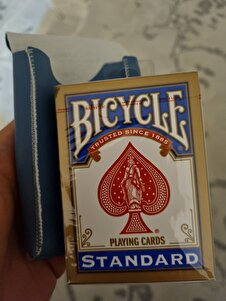 BICYCLE
TRUSTED SINCE 1885
PLAYING CARDS
STANDARD